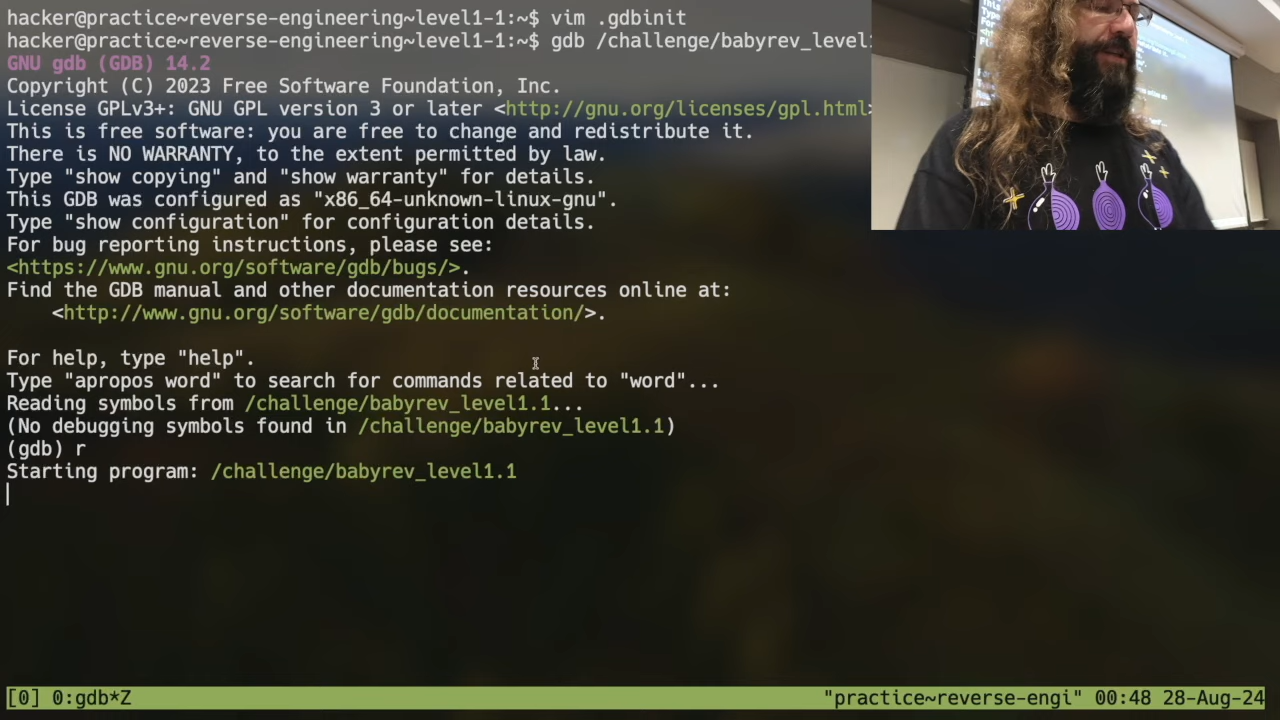 hacker@practice~reverse-engineering~level1-1:~$ vim .gdbinit
hacker@practice~reverse-engineering~level1-1:~$ gdb /challenge/babyrev_level1
GNU gdb (GDB) 14.2
Copyright (C) 2023 Free Software Foundation, Inc.
License GPLv3+: GNU GPL version 3 or later <http://gnu.org/licenses/gpl.html>
This is free software: you are free to change and redistribute it.
There is NO WARRANTY, to the extent permitted by law.
Type "show copying" and "show warranty" for details.
This GDB was configured as "x86_64-unknown-linux-gnu".
Type "show configuration" for configuration details.
For bug reporting instructions, please see:
<https://www.gnu.org/software/gdb/bugs/>.
Find the GDB manual and other documentation resources online at:
<http://www.gnu.org/software/gdb/documentation/>.
For help, type "help".
Type "apropos word" to search for commands related to "word"...
Reading symbols from /challenge/babyrev_level1.1...
(No debugging symbols found in /challenge/babyrev_level1.1)
(gdb) r
Starting program: /challenge/babyrev_level1.1
[0] 0:gdb*Z "practice~reverse-engi" 00:48 28-Aug-24